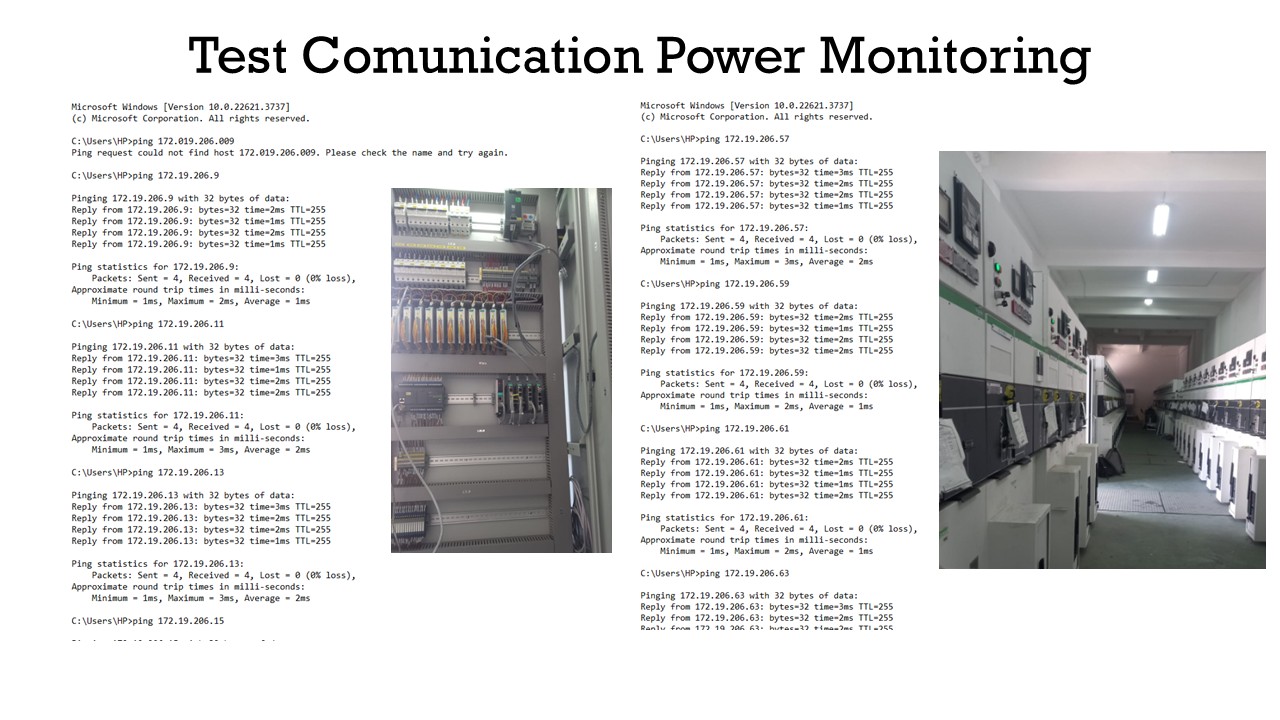 Test Comunication Power Monitoring
Microsoft Windows [Version 10.0.22621.3737]
(c) Microsoft Corporation. All rights reserved.
C:\Users\HP>ping 172.019.206.009
Ping request could not find host 172.019.206.009. Please check the name and try again.
C:\Users\HP>ping 172.19.206.9
Pinging 172.19.206.9 with 32 bytes of data:
Reply from 172.19.206.9: bytes=32 time=2ms TTL=255
Reply from 172.19.206.9: bytes=32 time=1ms TTL=255
Reply from 172.19.206.9: bytes=32 time=2ms TTL=255
Reply from 172.19.206.9: bytes=32 time=1ms TTL=255
Ping statistics for 172.19.206.9:
Packets: Sent = 4, Received = 4, Lost = 0 (0% loss),
Approximate round trip times in milli-seconds:
Minimum = 1ms, Maximum = 2ms, Average = 1ms
C:\Users\HP>ping 172.19.206.11
Pinging 172.19.206.11 with 32 bytes of data:
Reply from 172.19.206.11: bytes=32 time=3ms TTL=255
Reply from 172.19.206.11: bytes=32 time=1ms TTL=255
Reply from 172.19.206.11: bytes=32 time=2ms TTL=255
Reply from 172.19.206.11: bytes=32 time=2ms TTL=255
Ping statistics for 172.19.206.11:
Packets: Sent = 4, Received = 4, Lost = 0 (0% loss),
Approximate round trip times in milli-seconds:
Minimum = 1ms, Maximum = 3ms, Average = 2ms
C:\Users\HP>ping 172.19.206.13
Pinging 172.19.206.13 with 32 bytes of data:
Reply from 172.19.206.13: bytes=32 time=3ms TTL=255
Reply from 172.19.206.13: bytes=32 time=2ms TTL=255
Reply from 172.19.206.13: bytes=32 time=2ms TTL=255
Reply from 172.19.206.13: bytes=32 time=1ms TTL=255
Ping statistics for 172.19.206.13:
Packets: Sent = 4, Received = 4, Lost = 0 (0% loss),
Approximate round trip times in milli-seconds:
Minimum = 1ms, Maximum = 3ms, Average = 2ms
C:\Users\HP>ping 172.19.206.15
Microsoft Windows [Version 10.0.22621.3737]
(c) Microsoft Corporation. All rights reserved.
C:\Users\HP>ping 172.19.206.57
Pinging 172.19.206.57 with 32 bytes of data:
Reply from 172.19.206.57: bytes=32 time=3ms TTL=255
Reply from 172.19.206.57: bytes=32 time=2ms TTL=255
Reply from 172.19.206.57: bytes=32 time=2ms TTL=255
Reply from 172.19.206.57: bytes=32 time=1ms TTL=255
Ping statistics for 172.19.206.57:
Packets: Sent = 4, Received = 4, Lost = 0 (0% loss),
Approximate round trip times in milli-seconds:
Minimum = 1ms, Maximum = 3ms, Average = 2ms
C:\Users\HP>ping 172.19.206.59
Pinging 172.19.206.59 with 32 bytes of data:
Reply from 172.19.206.59: bytes=32 time=2ms TTL=255
Reply from 172.19.206.59: bytes=32 time=1ms TTL=255
Reply from 172.19.206.59: bytes=32 time=2ms TTL=255
Reply from 172.19.206.59: bytes=32 time=2ms TTL=255
Ping statistics for 172.19.206.59:
Packets: Sent = 4, Received = 4, Lost = 0 (0% loss),
Approximate round trip times in milli-seconds:
Minimum = 1ms, Maximum = 2ms, Average = 1ms
C:\Users\HP>ping 172.19.206.61
Pinging 172.19.206.61 with 32 bytes of data:
Reply from 172.19.206.61: bytes=32 time=2ms TTL=255
Reply from 172.19.206.61: bytes=32 time=1ms TTL=255
Reply from 172.19.206.61: bytes=32 time=1ms TTL=255
Reply from 172.19.206.61: bytes=32 time=2ms TTL=255
Ping statistics for 172.19.206.61:
Packets: Sent = 4, Received = 4, Lost = 0 (0% loss),
Approximate round trip times in milli-seconds:
Minimum = 1ms, Maximum = 2ms, Average = 1ms
C:\Users\HP>ping 172.19.206.63
Pinging 172.19.206.63 with 32 bytes of data:
Reply from 172.19.206.63: bytes=32 time=3ms TTL=255
Reply from 172.19.206.63: bytes=32 time=2ms TTL=255
Reply from 172.19.206.63: bytes=32 time=2ms TTL=255